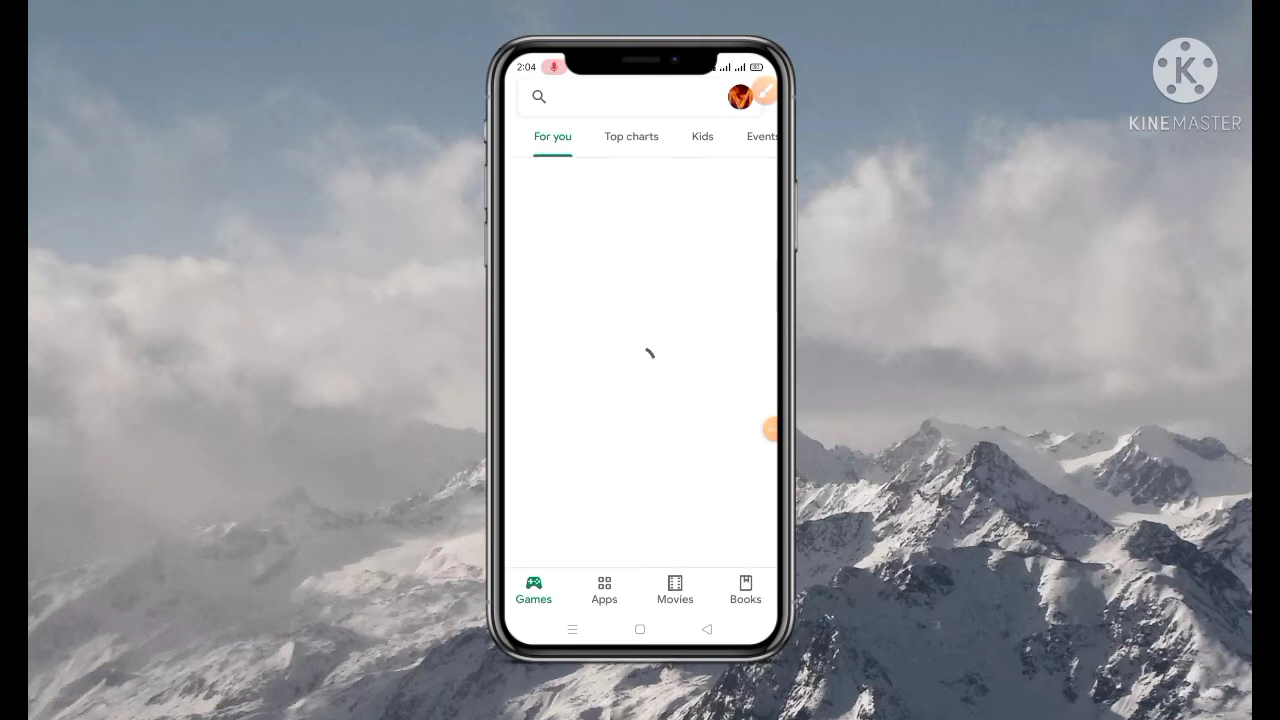 2:04
For you Top charts Kids Events
Games Apps Movies Books
K
KINEMASTER